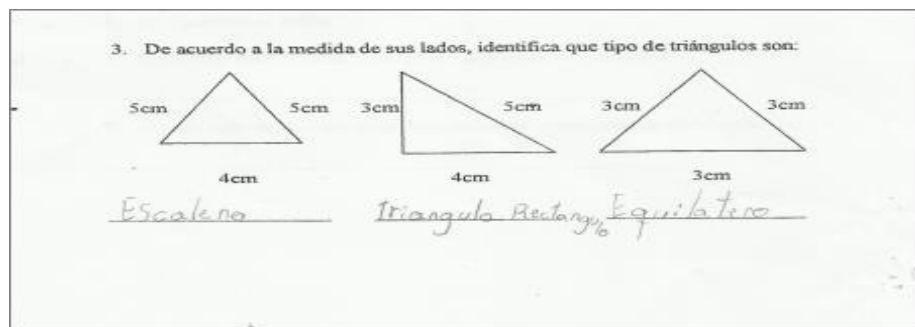 3. De acuerdo a la medida de sus lados, identifica que tipo de triángulos son:
5cm 5cm 3cm 5cm 3cm 3cm
4cm 4cm 3cm
Escaleno Triangulo Rectangulo Equilatero